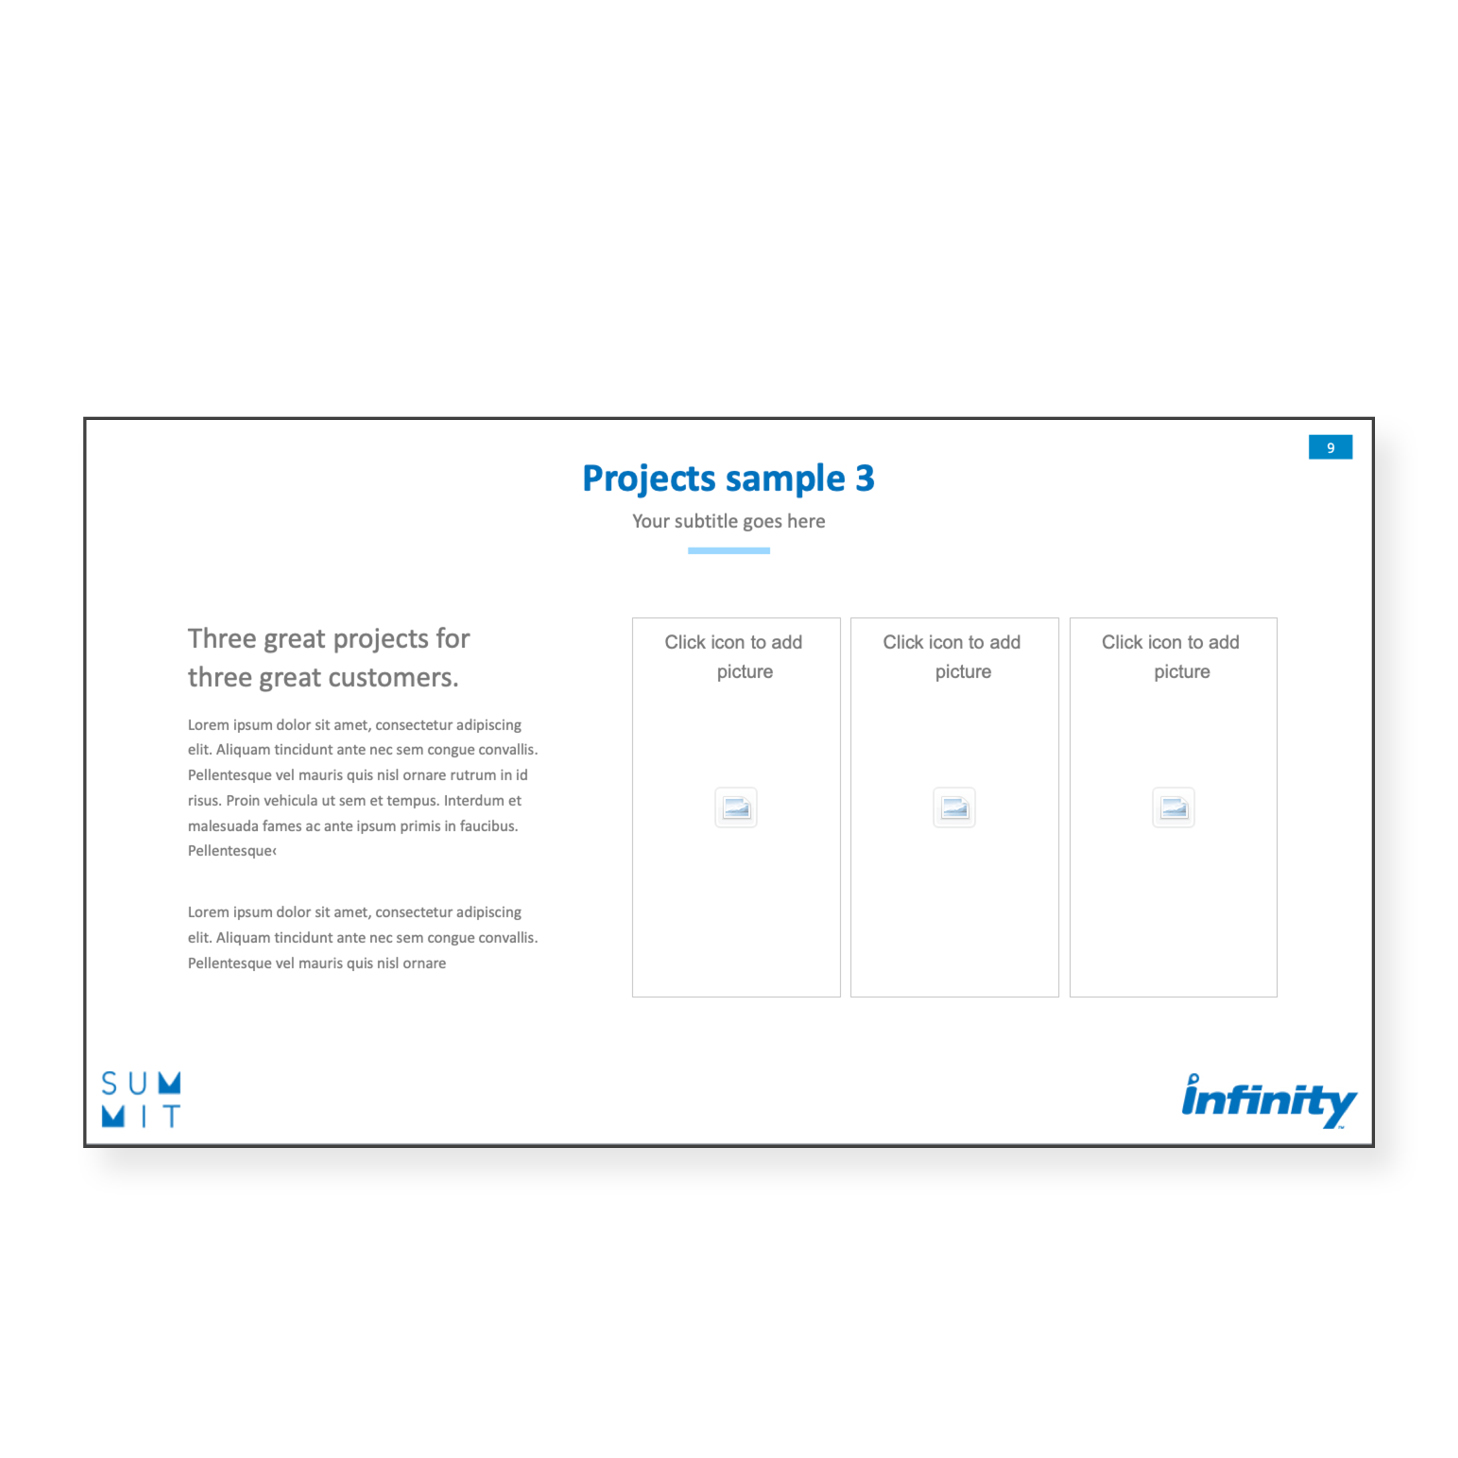 9
Projects sample 3
Your subtitle goes here
Three great projects for
three great customers.
Lorem ipsum dolor sit amet, consectetur adipiscing
elit. Aliquam tincidunt ante nec sem congue convallis.
Pellentesque vel mauris quis nisl ornare rutrum in id
risus. Proin vehicula ut sem et tempus. Interdum et
malesuada fames ac ante ipsum primis in faucibus.
Pellentesque‹
Lorem ipsum dolor sit amet, consectetur adipiscing
elit. Aliquam tincidunt ante nec sem congue convallis.
Pellentesque vel mauris quis nisl ornare
Click icon to add
picture
Click icon to add
picture
Click icon to add
picture
SUM
MIT
infinity™